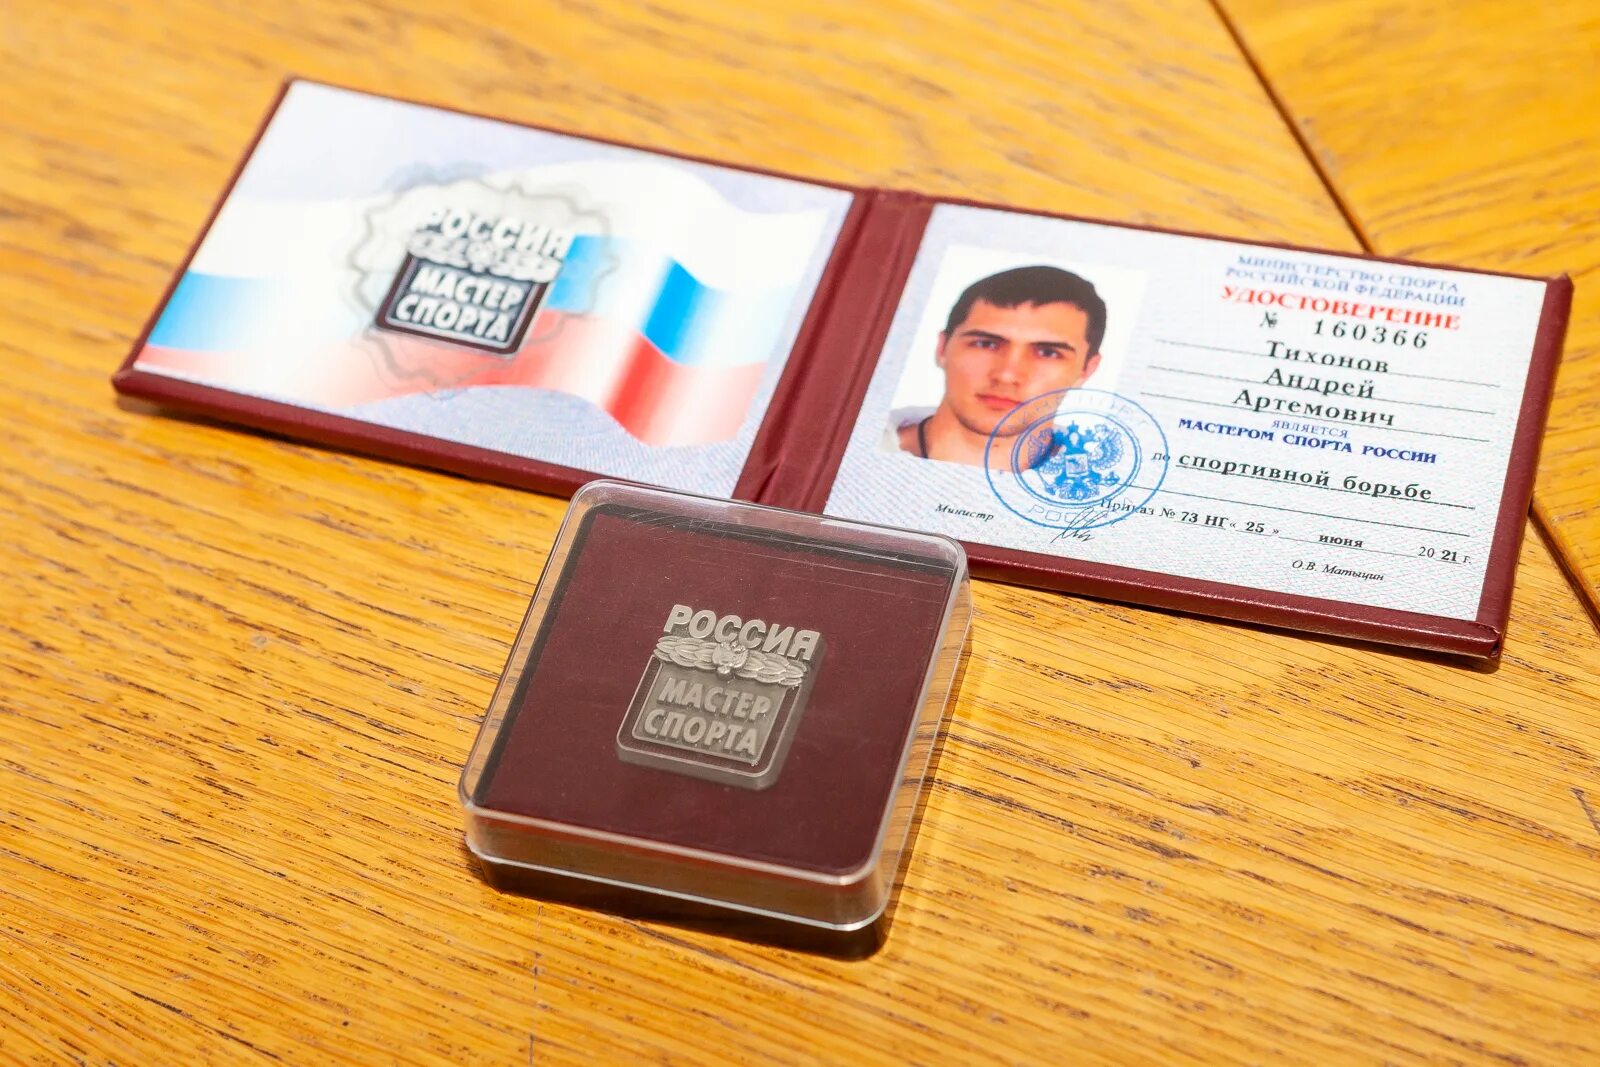 РОССИЯ
МАСТЕР
СПОРТА
МИНИСТЕРСТВО СПОРТА
РОССИЙСКОЙ ФЕДЕРАЦИИ
УДОСТОВЕРЕНИЕ
№ 160366
Тихонов
Андрей
Артемович
ЯВЛЯЕТСЯ
МАСТЕРОМ СПОРТА РОССИИ
по спортивной борьбе
Приказ № 73 НГ « 25 » июня 20 21 г.
Министр
О.В. Матыцин
РОССИЯ
МАСТЕР
СПОРТА